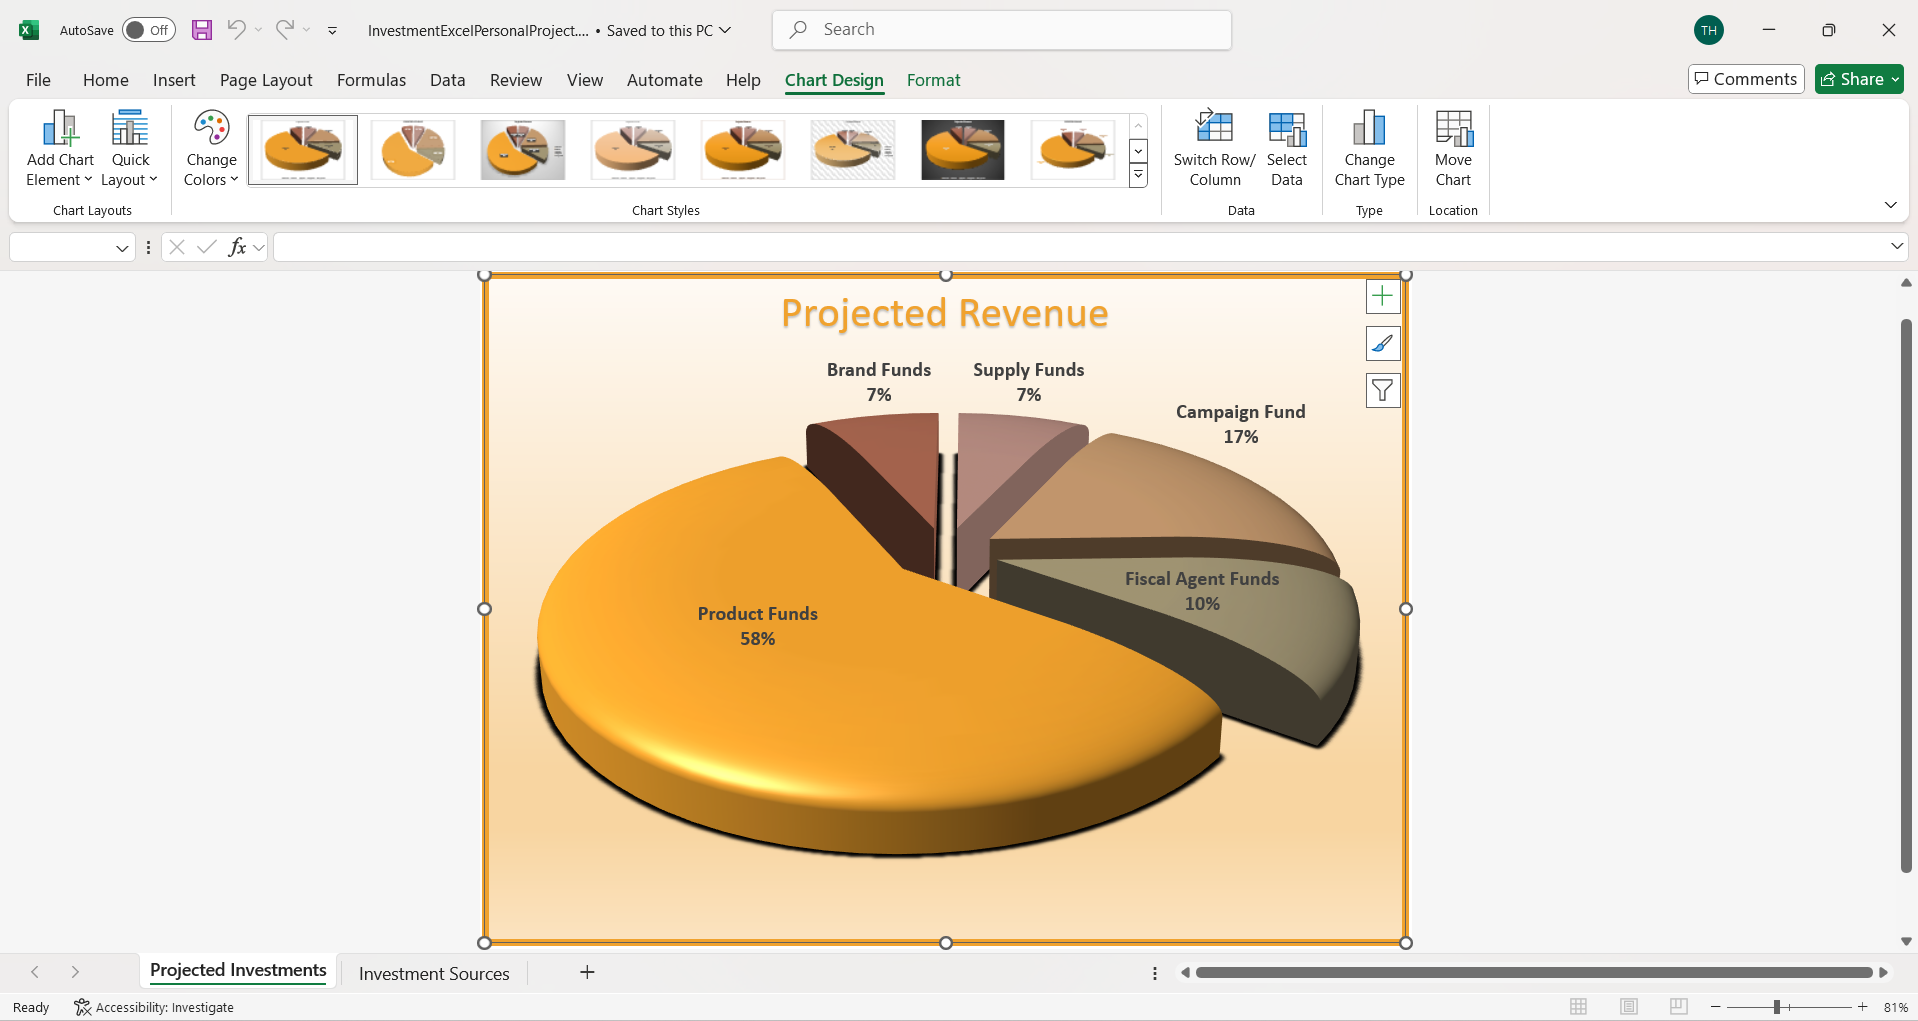 AutoSave Off InvestmentExcelPersonalProject.... • Saved to this PC Search TH
File Home Insert Page Layout Formulas Data Review View Automate Help Chart Design Format Comments Share
Add Chart Element
Quick Layout
Change Colors
Switch Row/ Column
Select Data
Change Chart Type
Move Chart
Chart Layouts Chart Styles Data Type Location
fx
Projected Revenue
Brand Funds
7%
Supply Funds
7%
Campaign Fund
17%
Fiscal Agent Funds
10%
Product Funds
58%
Projected Investments Investment Sources
Ready Accessibility: Investigate 81%